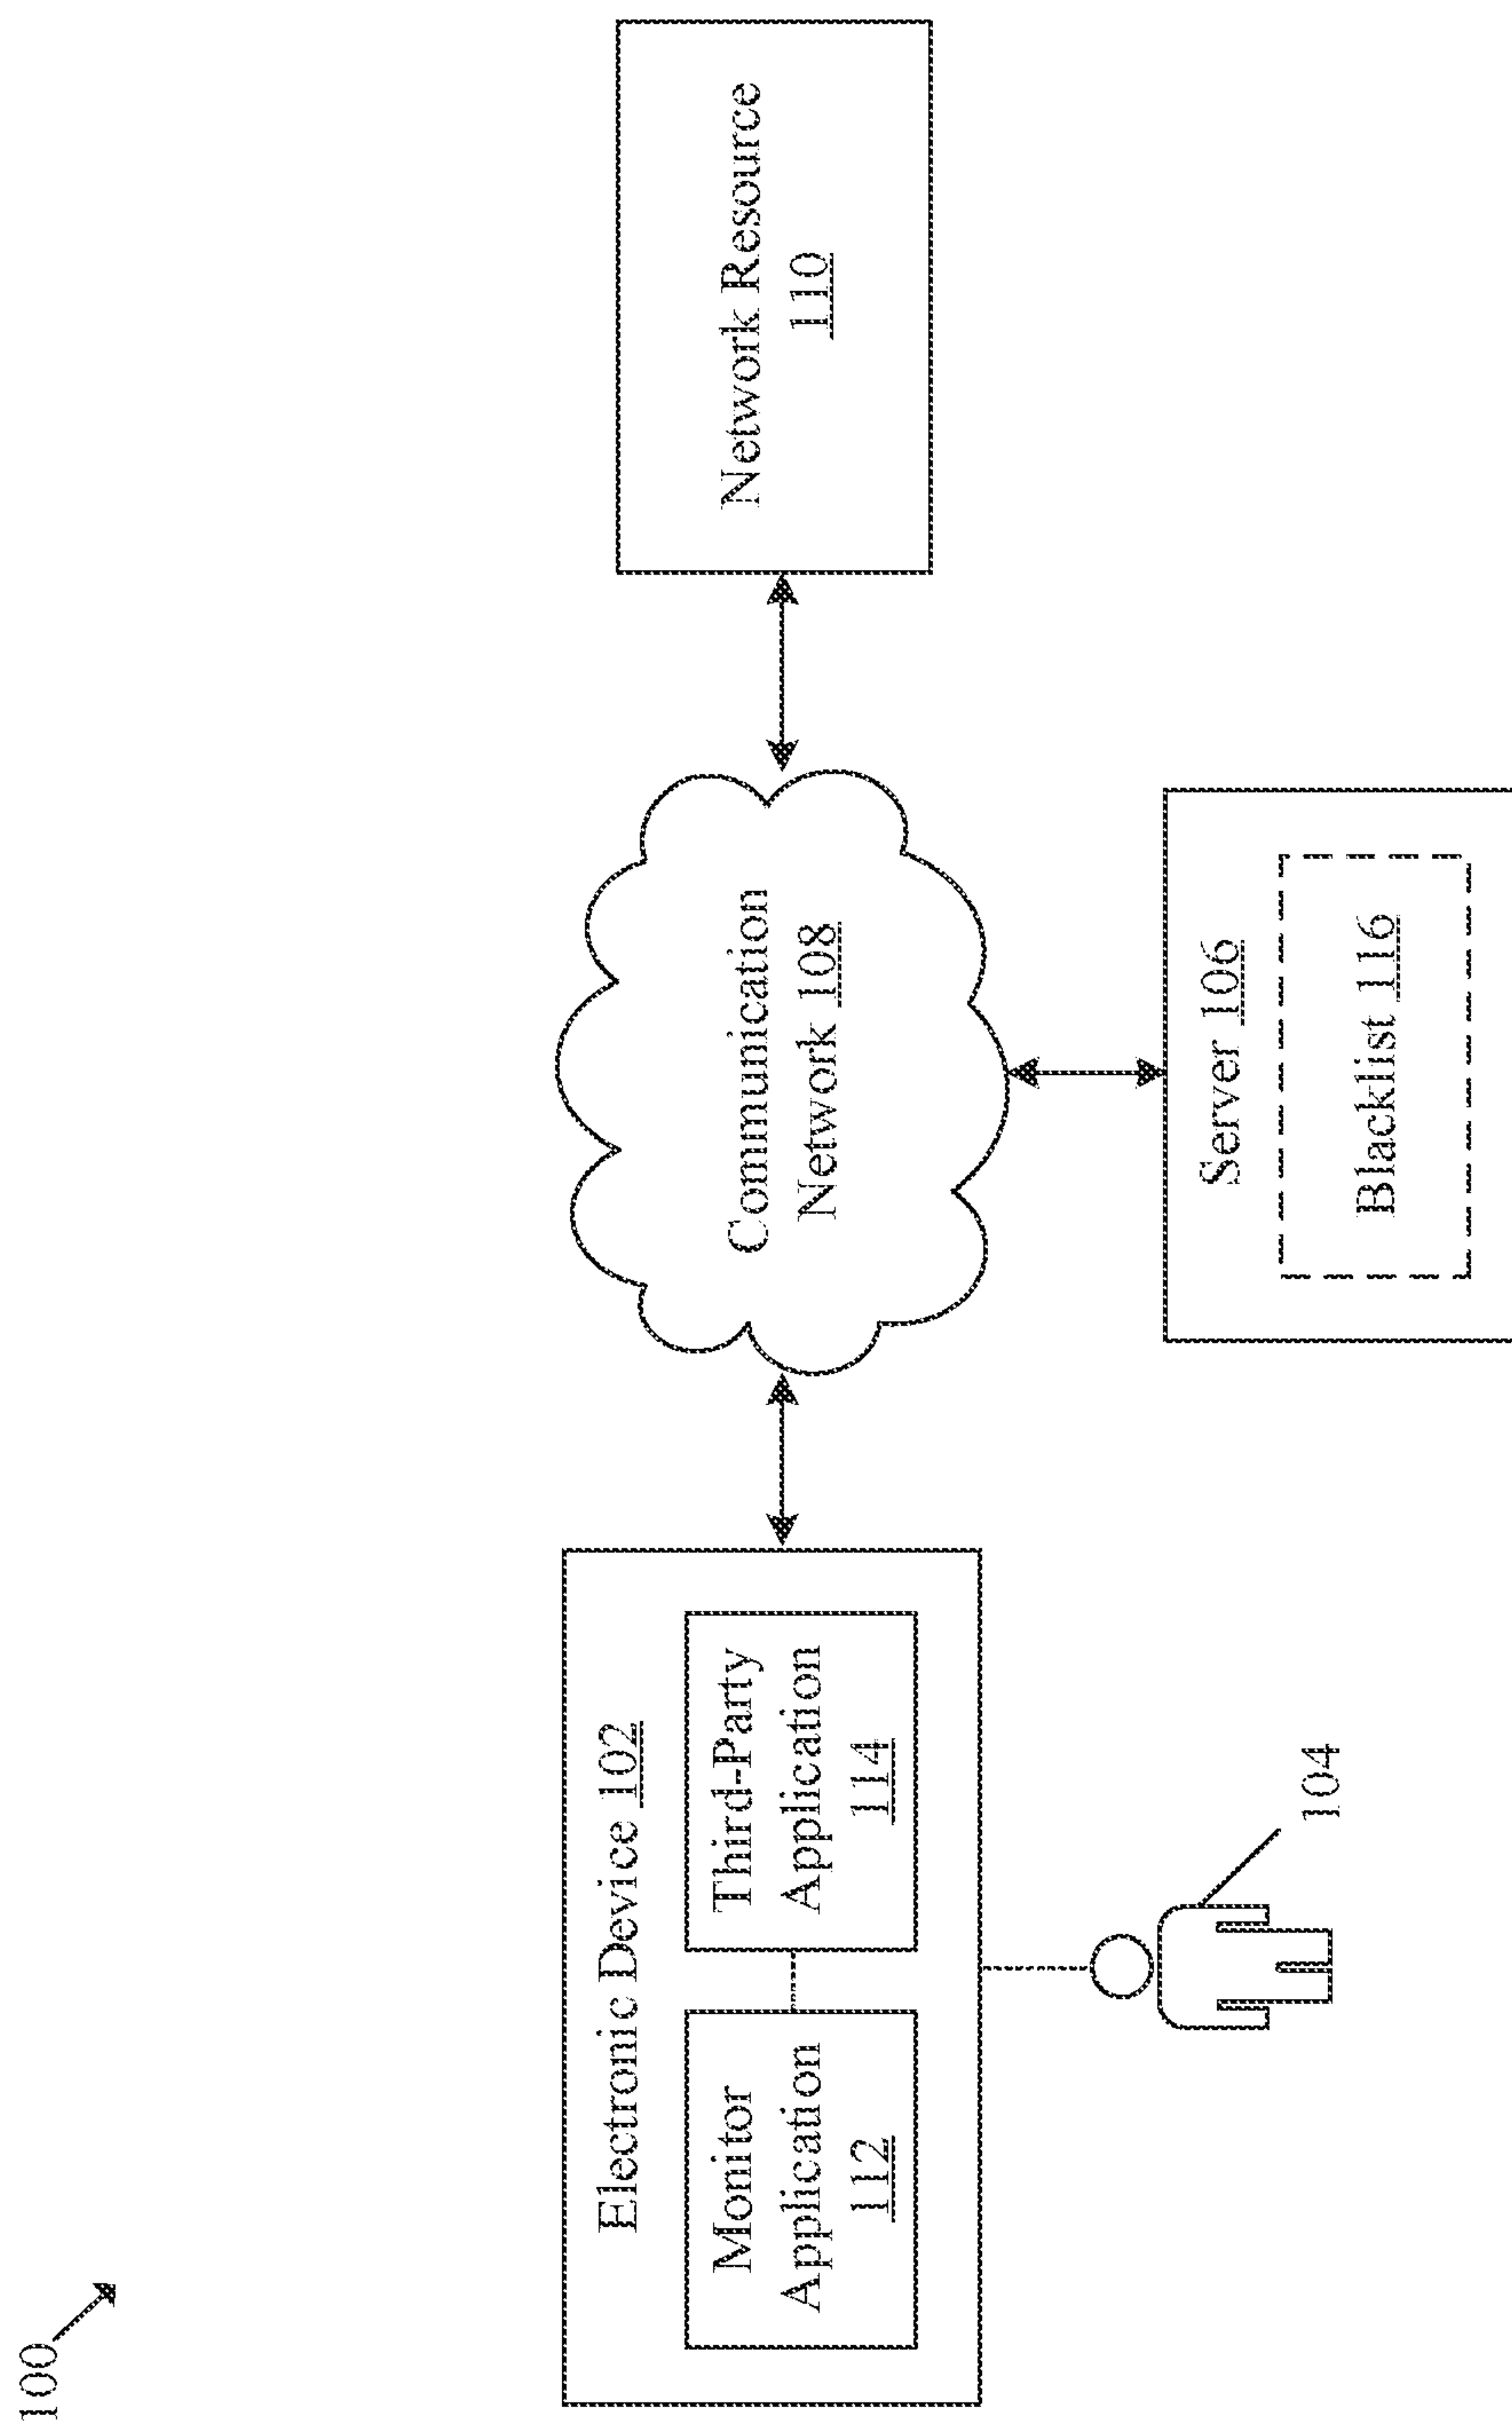 100
Electronic Device 102
Monitor
Application
112
Third-Party
Application
114
104
Communication
Network 108
Server 106
Blacklist 116
Network Resource
110